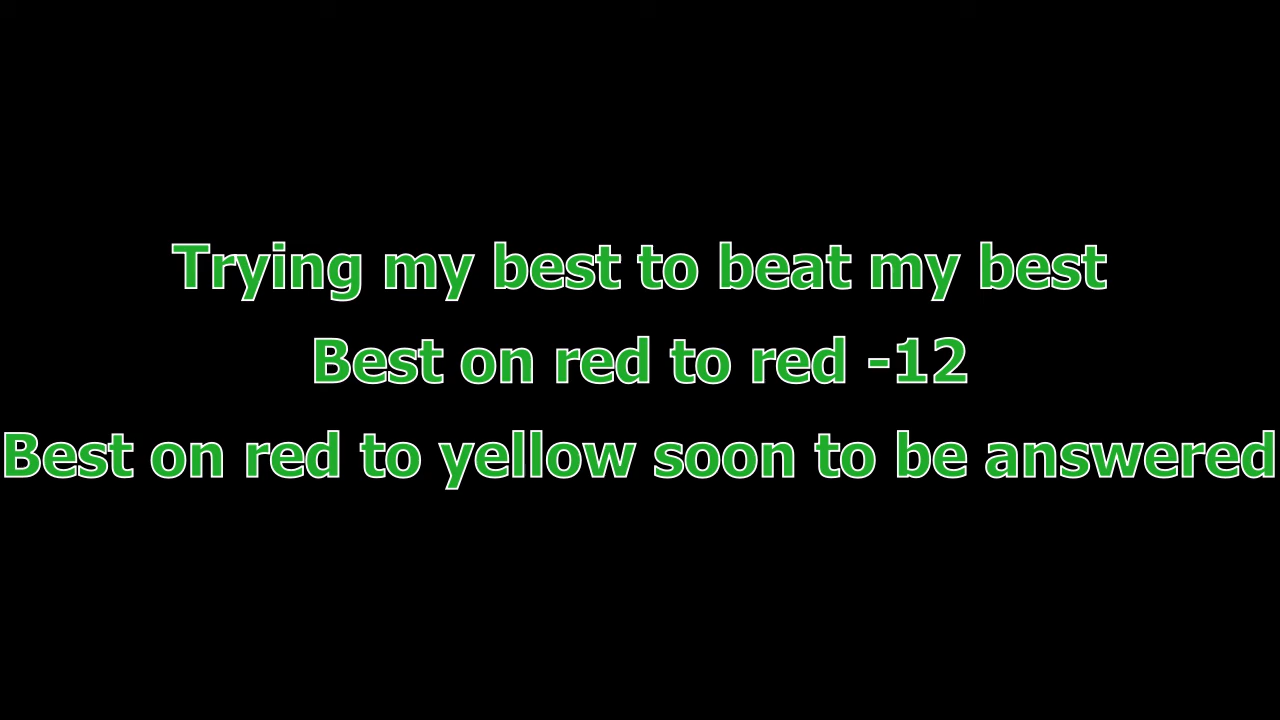 Trying my best to beat my best
Best on red to red -12
Best on red to yellow soon to be answered